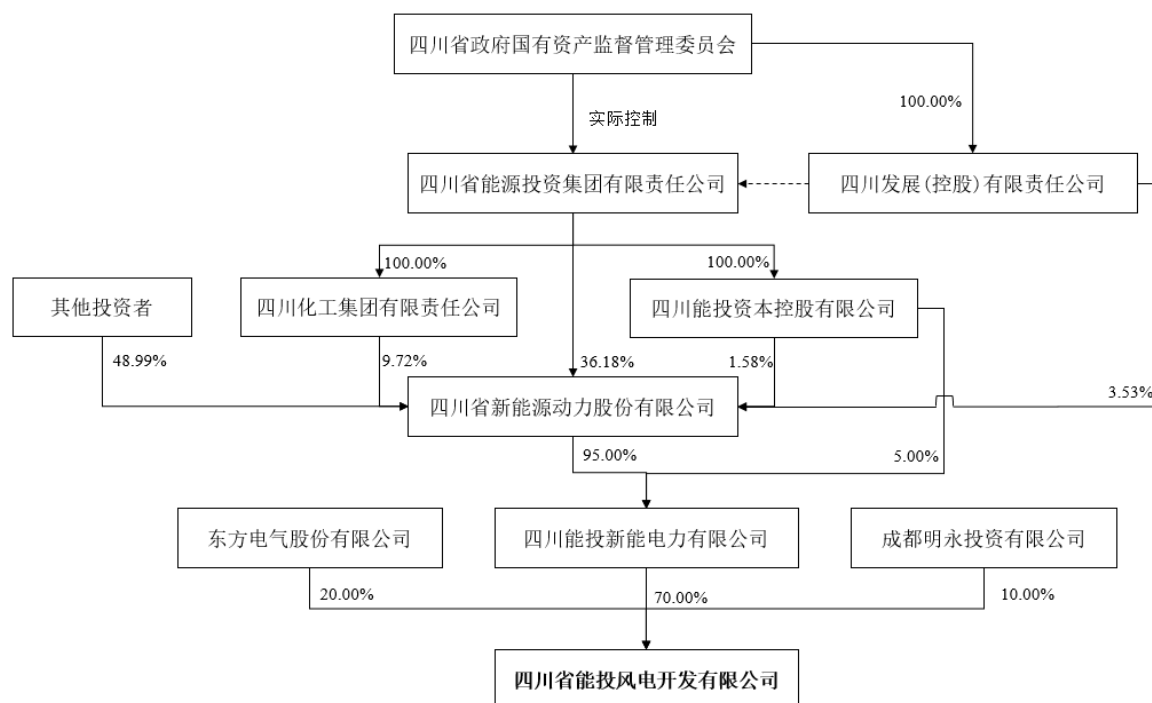 四川省政府国有资产监督管理委员会
100.00%
实际控制
四川省能源投资集团有限责任公司
四川发展(控股)有限责任公司
100.00%
100.00%
其他投资者
四川化工集团有限责任公司
四川能投资本控股有限公司
48.99%
9.72%
36.18%
1.58%
3.53%
四川省新能源动力股份有限公司
95.00%
5.00%
东方电气股份有限公司
四川能投新能电力有限公司
成都明永投资有限公司
20.00%
70.00%
10.00%
四川省能投风电开发有限公司